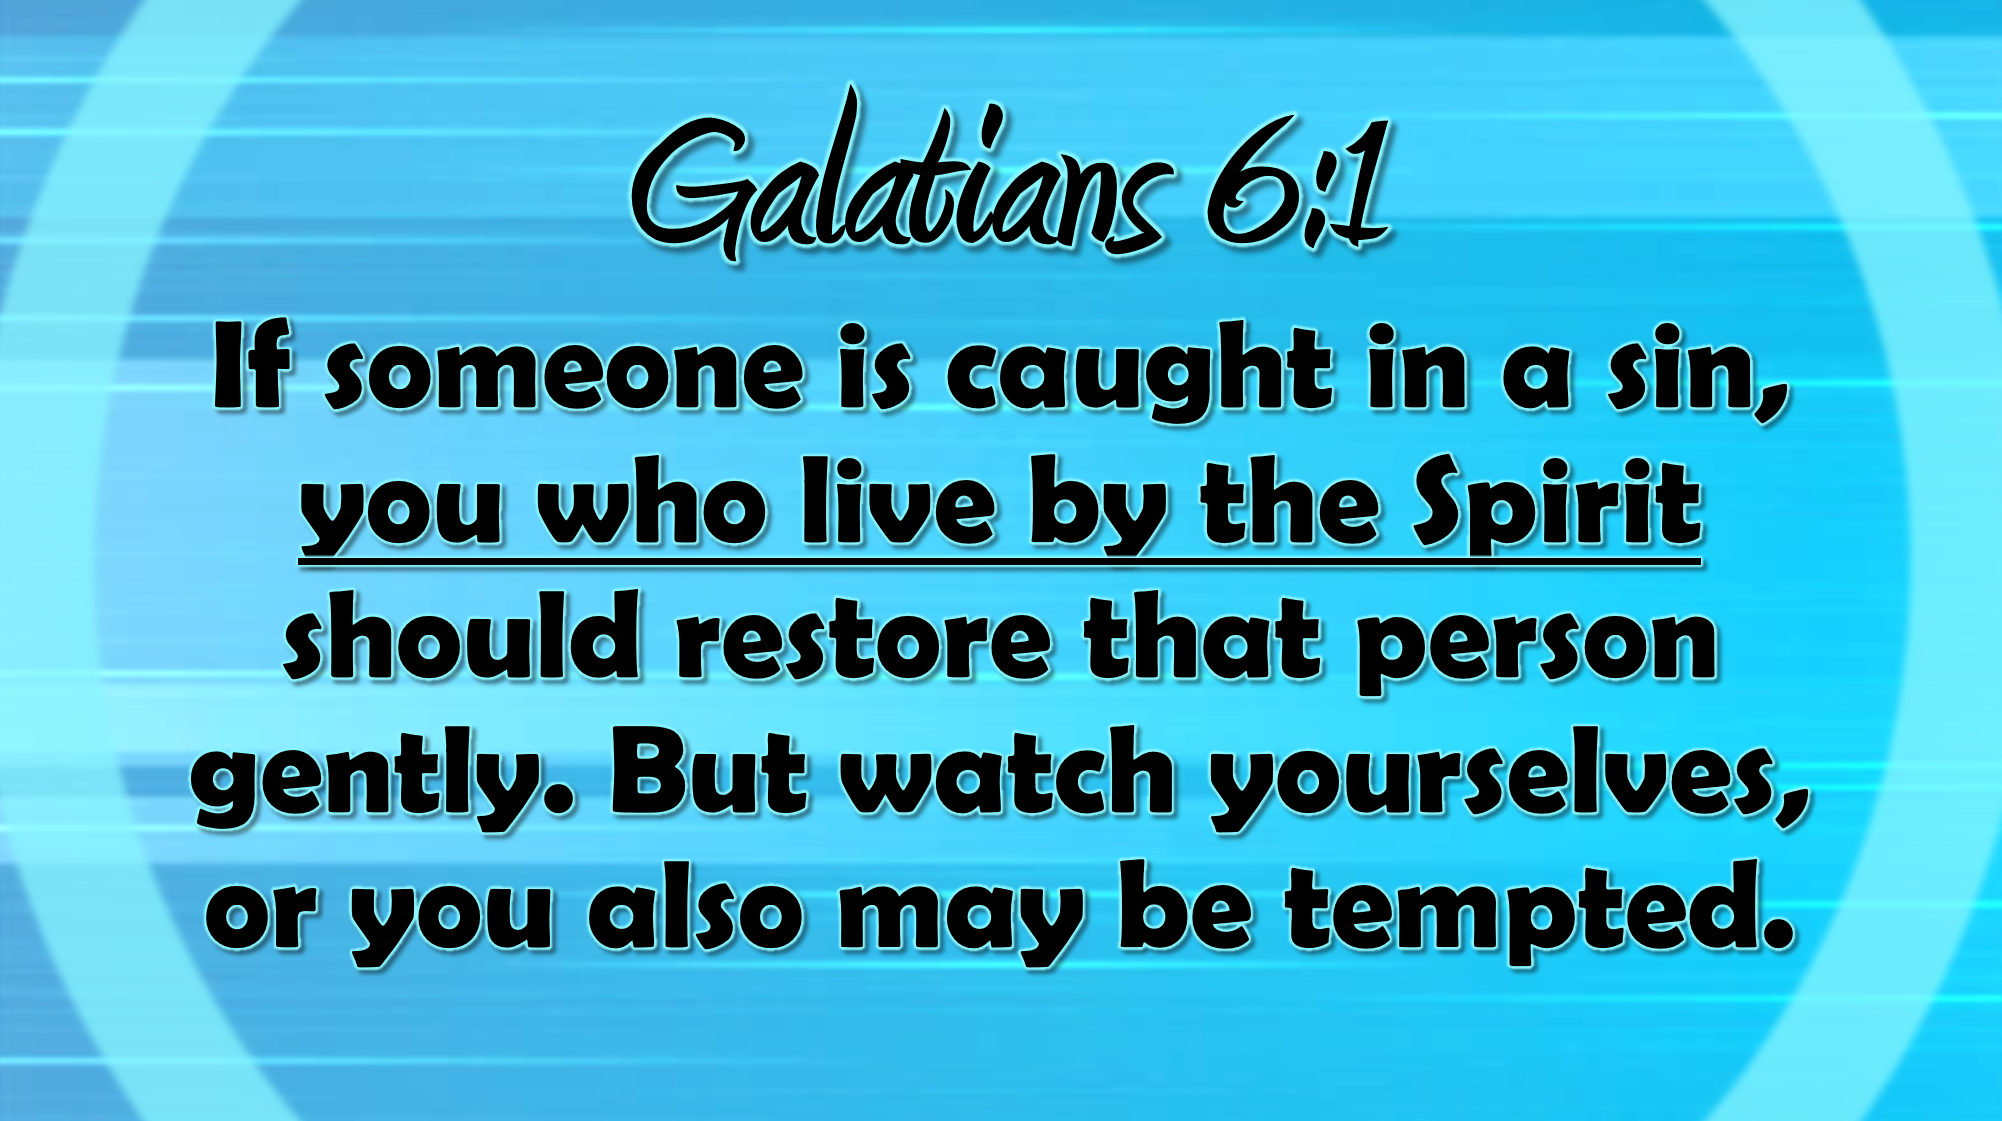 Galatians 6:1
If someone is caught in a sin,
you who live by the Spirit
should restore that person
gently. But watch yourselves,
or you also may be tempted.